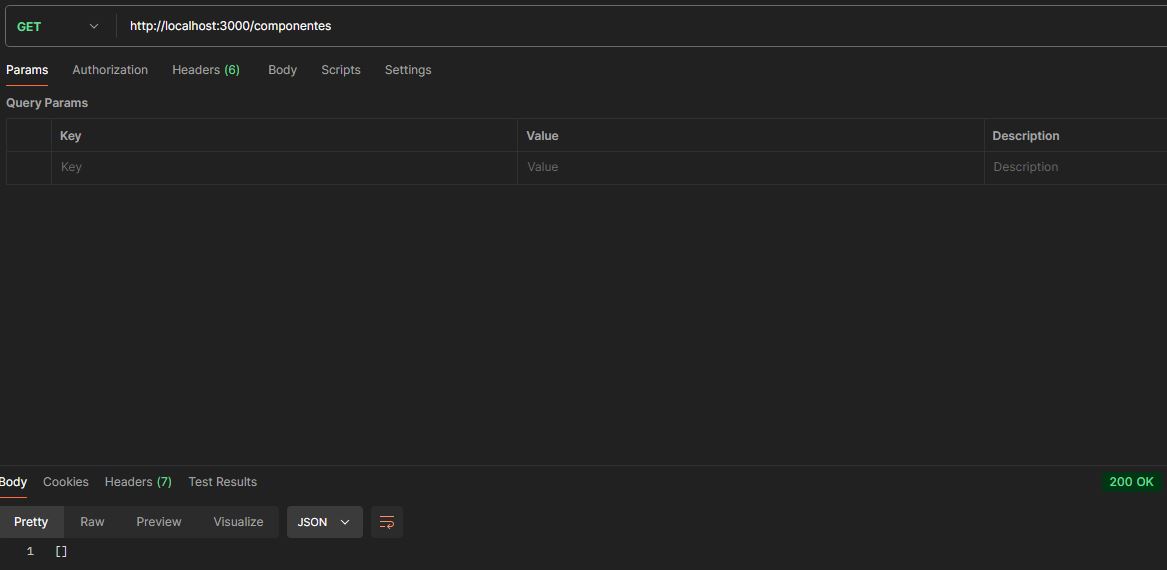 GET http://localhost:3000/componentes
Params Authorization Headers (6) Body Scripts Settings
Query Params
Key Value Description
Key Value Description
Body Cookies Headers (7) Test Results 200 OK
Pretty Raw Preview Visualize JSON
1 []